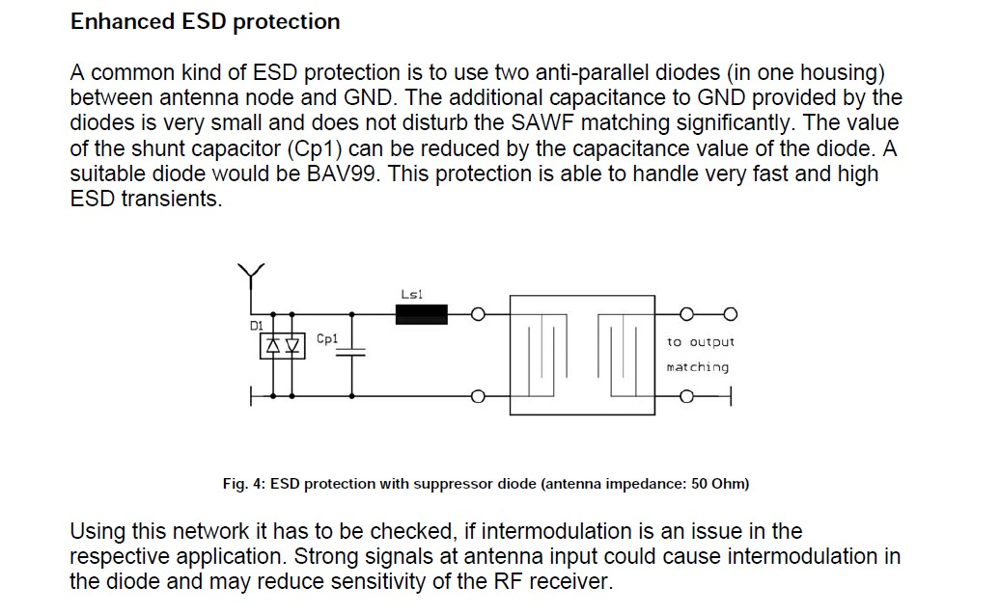 Enhanced ESD protection
A common kind of ESD protection is to use two anti-parallel diodes (in one housing)
between antenna node and GND. The additional capacitance to GND provided by the
diodes is very small and does not disturb the SAWF matching significantly. The value
of the shunt capacitor (Cp1) can be reduced by the capacitance value of the diode. A
suitable diode would be BAV99. This protection is able to handle very fast and high
ESD transients.
Ls1
D1
Cp1
to output
matching
Fig. 4: ESD protection with suppressor diode (antenna impedance: 50 Ohm)
Using this network it has to be checked, if intermodulation is an issue in the
respective application. Strong signals at antenna input could cause intermodulation in
the diode and may reduce sensitivity of the RF receiver.